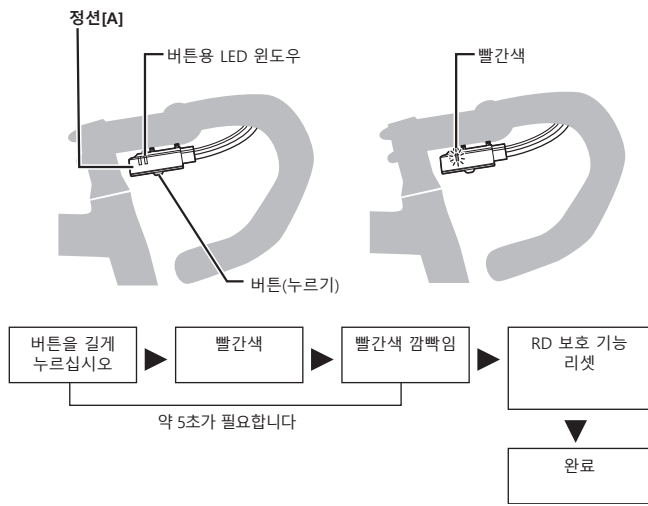 정션[A]
버튼용 LED 윈도우
빨간색
버튼(누르기)
버튼을 길게
누르십시오
빨간색
빨간색 깜빡임
RD 보호 기능
리셋
약 5초가 필요합니다
완료